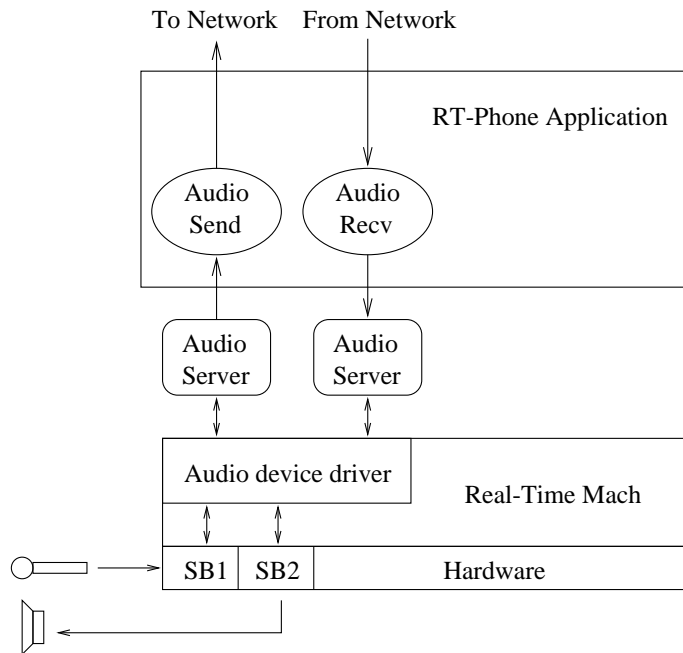 To Network
From Network
RT-Phone Application
Audio
Send
Audio
Recv
Audio
Server
Audio
Server
Audio device driver
Real-Time Mach
SB1
SB2
Hardware